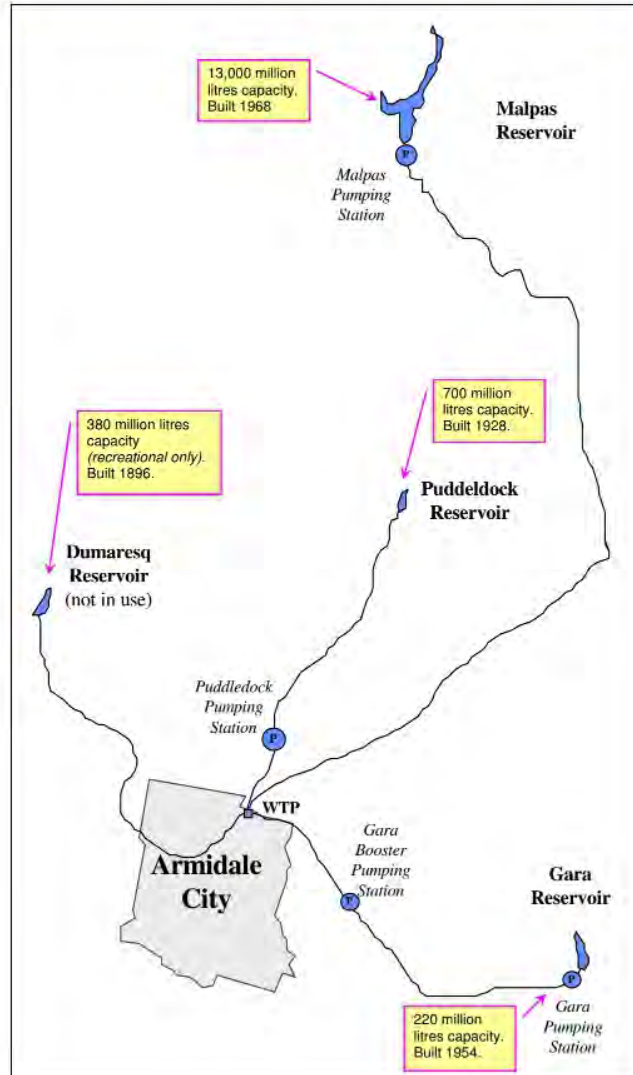 13,000 million
litres capacity.
Built 1968
Malpas
Reservoir
P
Malpas
Pumping
Station
700 million
litres capacity.
Built 1928.
380 million litres
capacity
(recreational only).
Built 1896.
Puddeldock
Reservoir
Dumaresq
Reservoir
(not in use)
Puddledock
Pumping
Station
P
WTP
Gara
Booster
Pumping
Station
Armidale
City
Gara
Reservoir
P
P
220 million
litres capacity.
Built 1954.
Gara
Pumping
Station